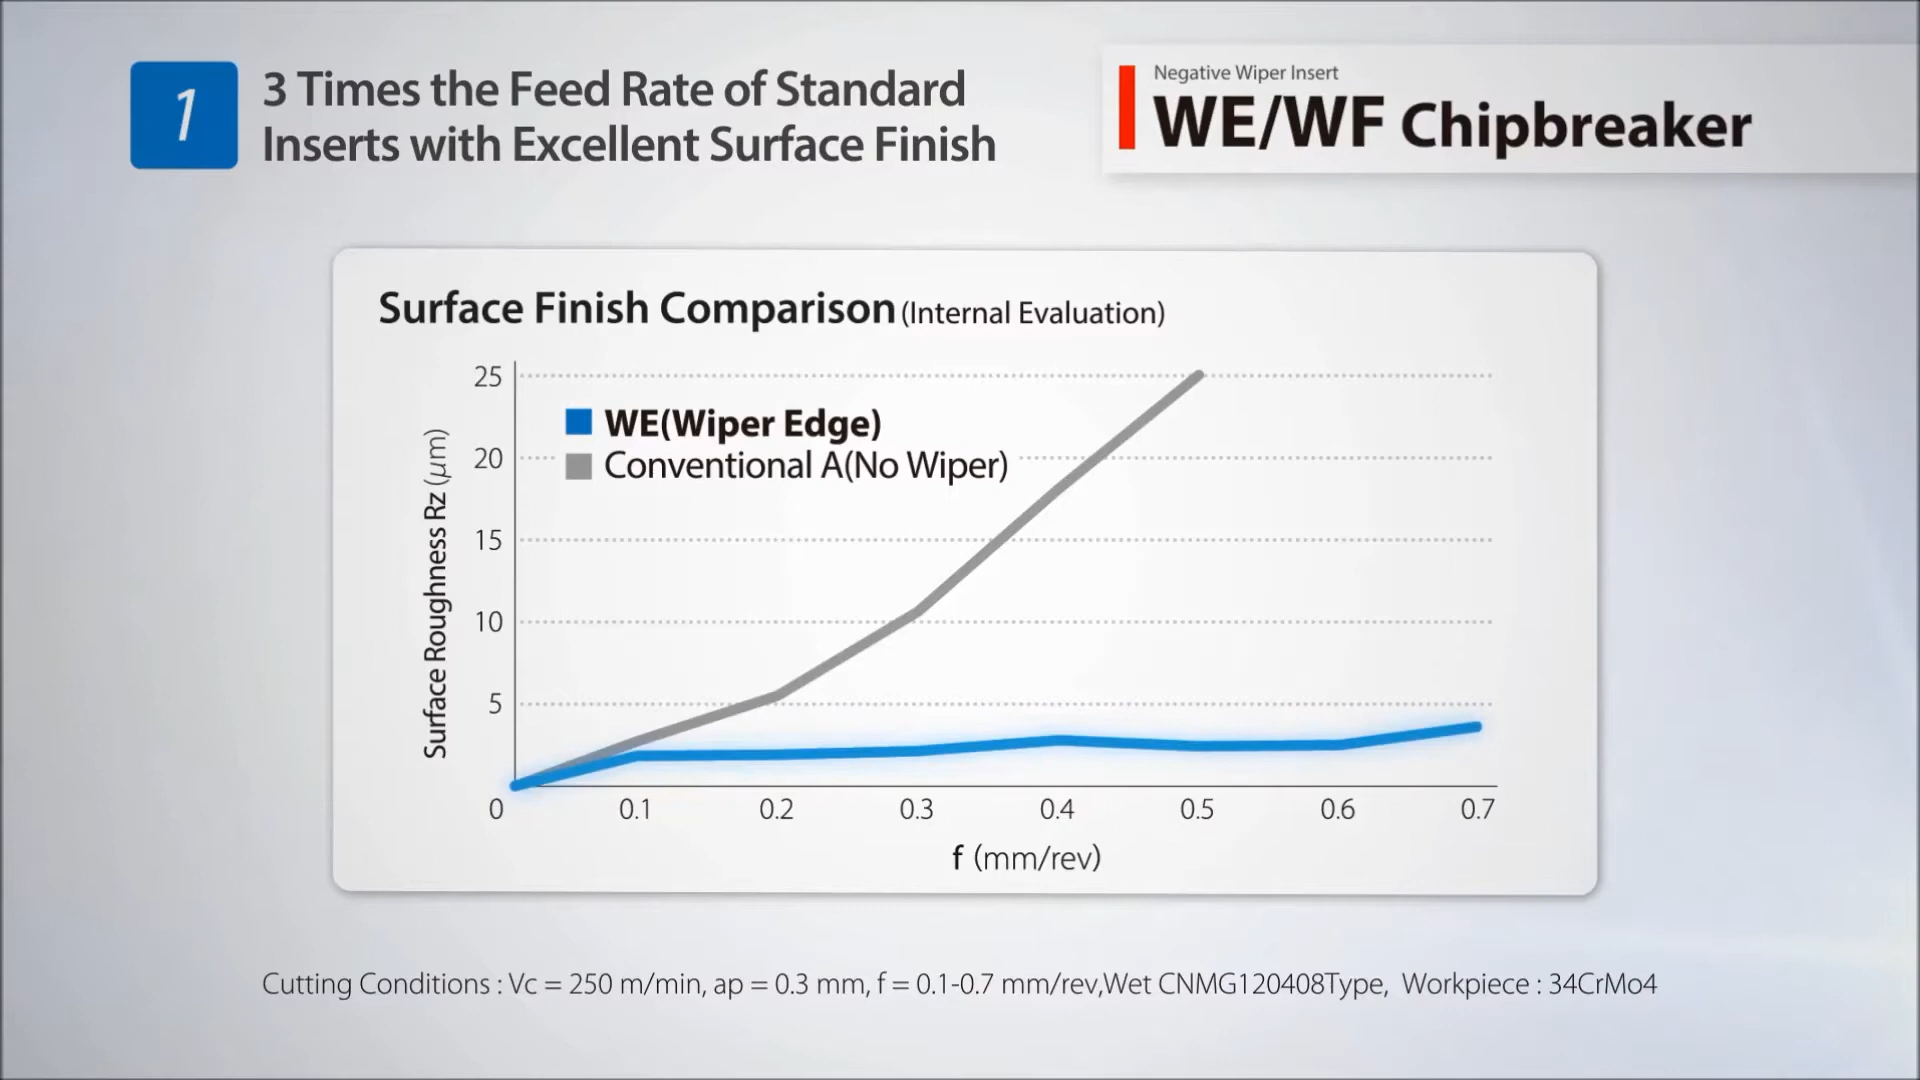 1
3 Times the Feed Rate of Standard
Inserts with Excellent Surface Finish
Negative Wiper Insert
WE/WF Chipbreaker
Surface Finish Comparison (Internal Evaluation)
Surface Roughness Rz (μm)
25
20
15
10
5
WE(Wiper Edge)
Conventional A(No Wiper)
0 0.1 0.2 0.3 0.4 0.5 0.6 0.7
f (mm/rev)
Cutting Conditions : Vc = 250 m/min, ap = 0.3 mm, f = 0.1-0.7 mm/rev,Wet CNMG120408Type, Workpiece : 34CrMo4